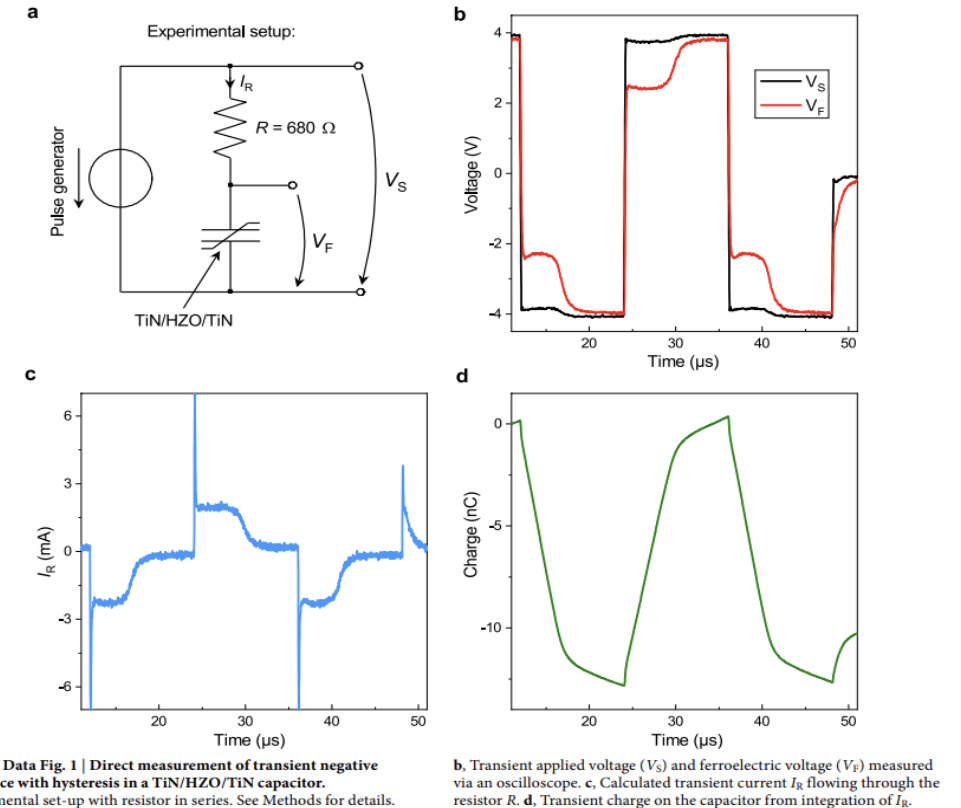 a
Experimental setup:
I_R
R = 680 Ω
Pulse generator
V_S
V_F
TiN/HZO/TiN
b
V_S
V_F
Voltage (V)
4
2
0
-2
-4
20 30 40 50
Time (µs)
c
I_R (mA)
6
3
0
-3
-6
20 30 40 50
Time (µs)
d
Charge (nC)
0
-5
-10
20 30 40 50
Time (µs)
Data Fig. 1 | Direct measurement of transient negative
ce with hysteresis in a TiN/HZO/TiN capacitor.
mental set-up with resistor in series. See Methods for details.
b, Transient applied voltage (V_S) and ferroelectric voltage (V_F) measured
via an oscilloscope. c, Calculated transient current I_R flowing through the
resistor R. d, Transient charge on the capacitor from integration of I_R.